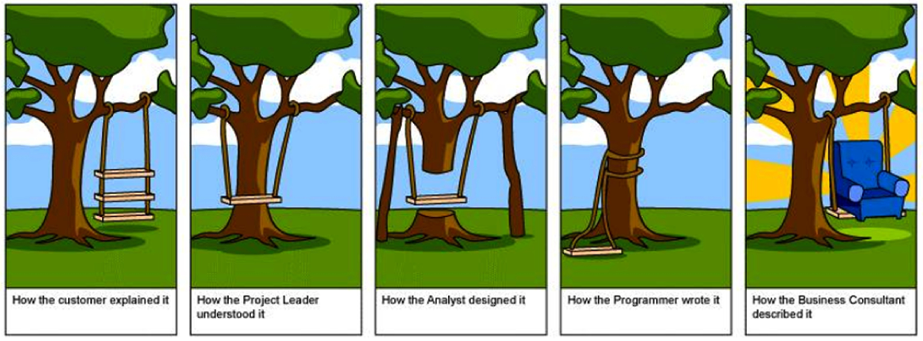 How the customer explained it
How the Project Leader
understood it
How the Analyst designed it
How the Programmer wrote it
How the Business Consultant
described it